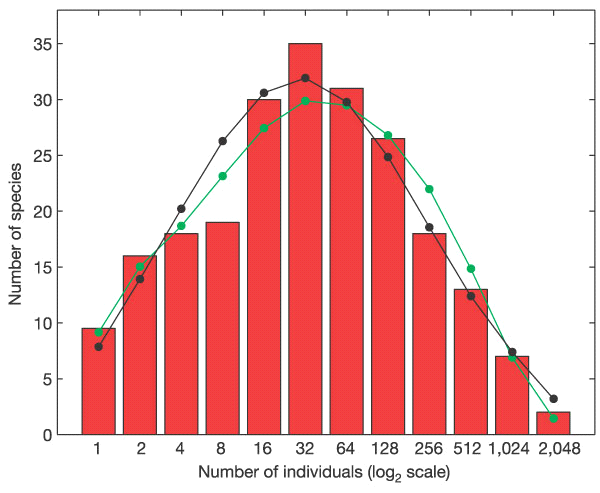 35
30
25
20
15
10
5
0
Number of species
1 2 4 8 16 32 64 128 256 512 1,024 2,048
Number of individuals (log₂ scale)